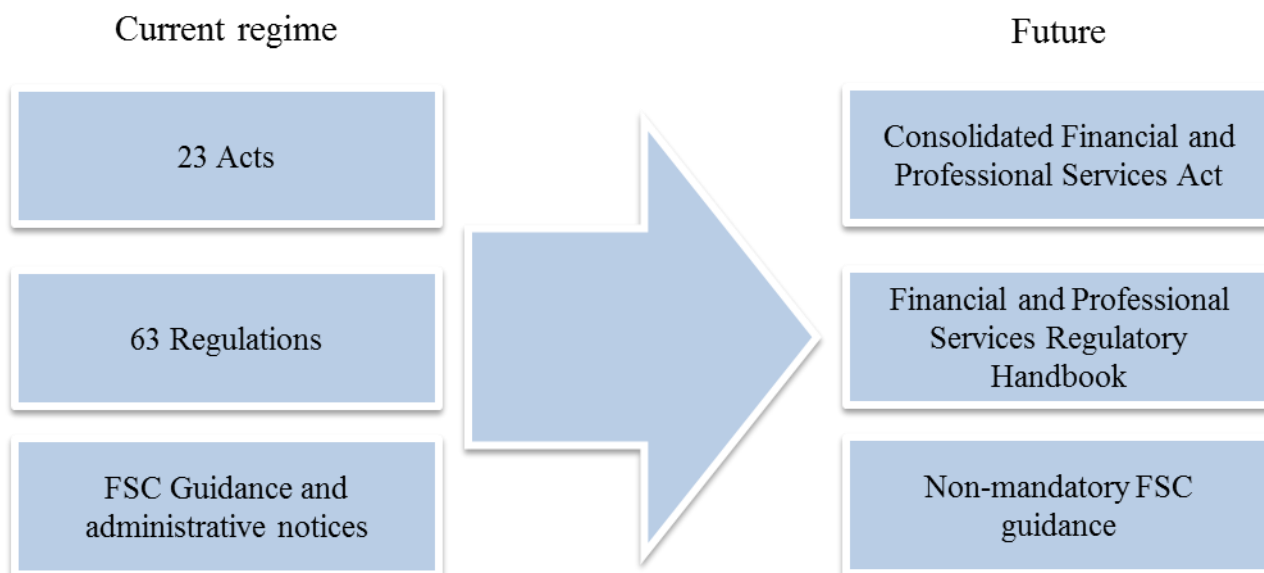 Current regime
Future
23 Acts
Consolidated Financial and
Professional Services Act
63 Regulations
Financial and Professional
Services Regulatory
Handbook
FSC Guidance and
administrative notices
Non-mandatory FSC
guidance